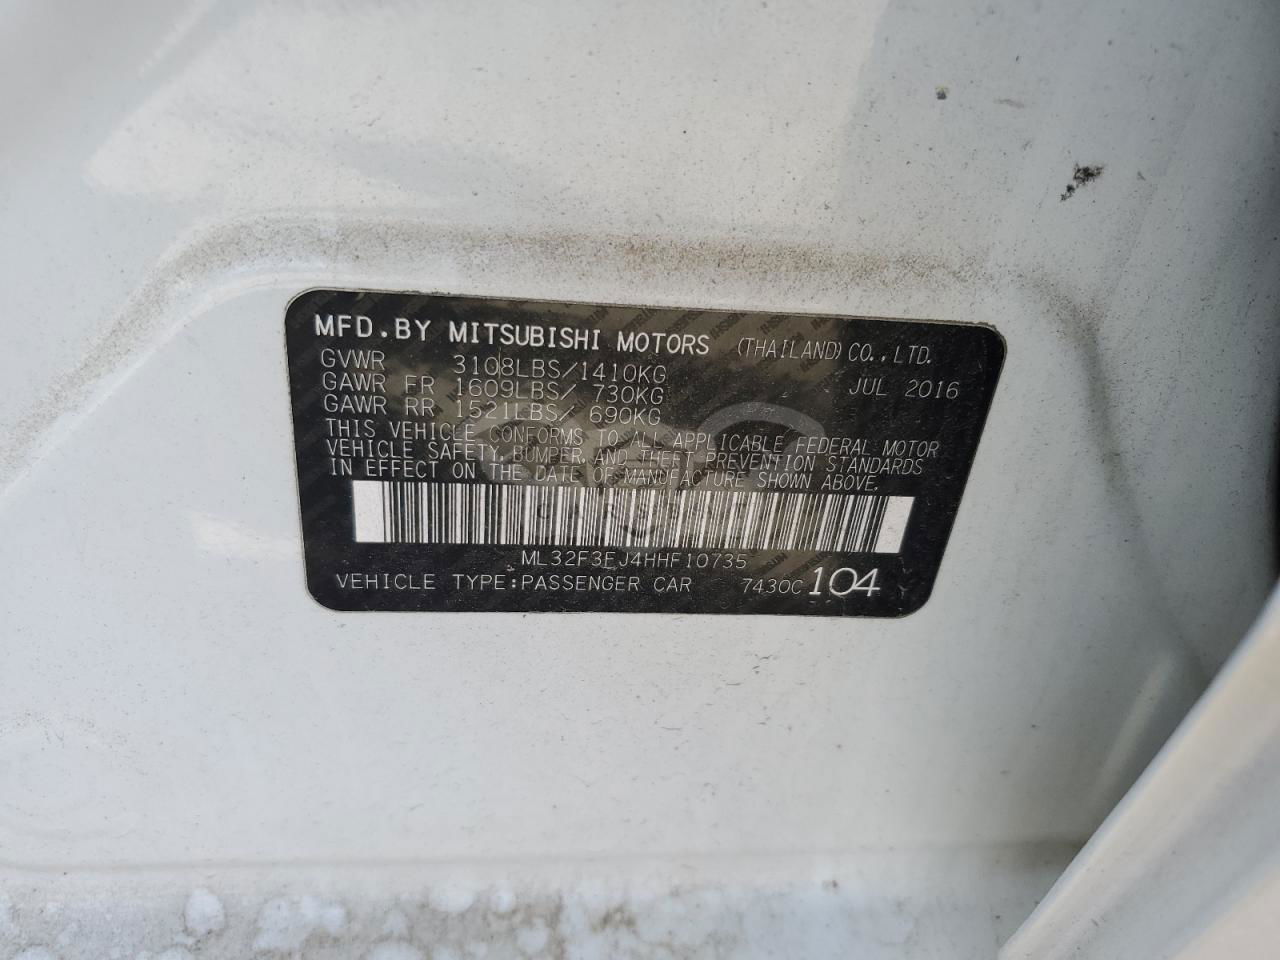 MFD.BY MITSUBISHI MOTORS (THAILAND) CO.,LTD.
GVWR 3108LBS/1410KG JUL 2016
GAWR FR 1609LBS/ 730KG
GAWR RR 1521LBS/ 690KG
THIS VEHICLE CONFORMS TO ALL APPLICABLE FEDERAL MOTOR
VEHICLE SAFETY, BUMPER, AND THEFT PREVENTION STANDARDS
IN EFFECT ON THE DATE OF MANUFACTURE SHOWN ABOVE.
ML32F3FJ4HHF10735
VEHICLE TYPE:PASSENGER CAR 7430C 104